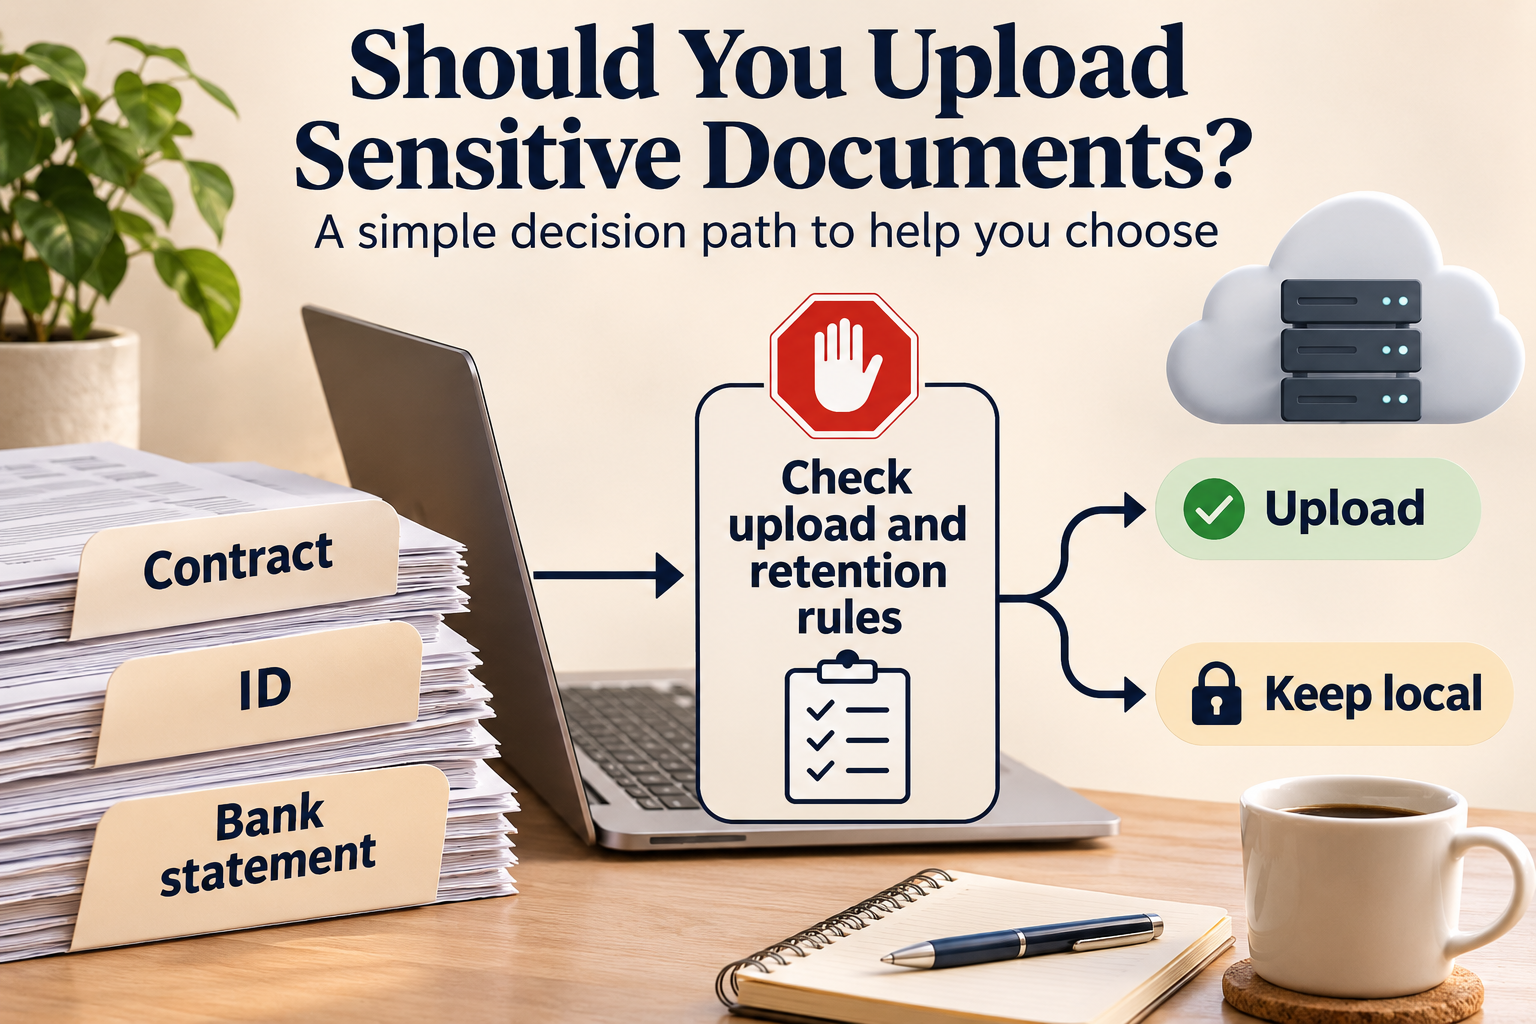 Should You Upload
Sensitive Documents?
A simple decision path to help you choose
Contract
ID
Bank
statement
Check
upload and
retention
rules
Upload
Keep local